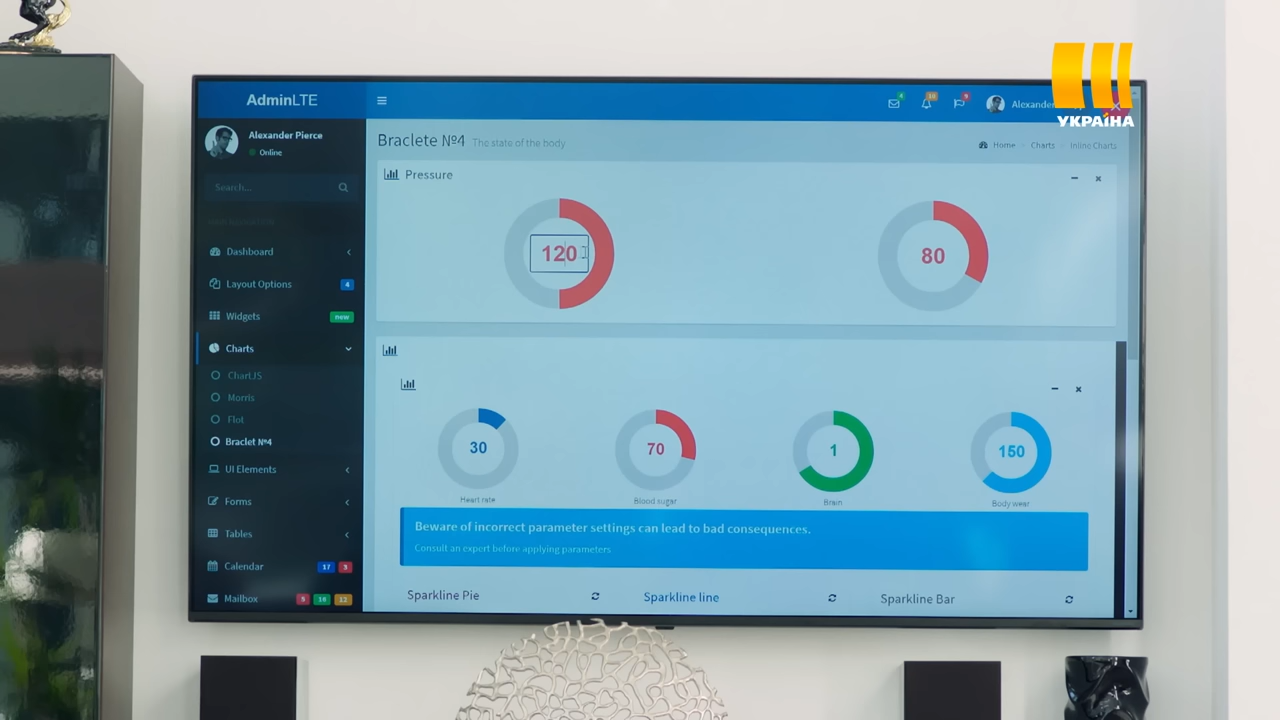 УКРАЇНА
AdminLTE
4
10
9
Alexander
Alexander Pierce
Online
Search...
Braclete №4 The state of the body
Home
Charts
Inline Charts
Pressure
120
80
Dashboard
Layout Options
4
Widgets
new
Charts
CharlJS
Morris
Flot
Braclet №4
UI Elements
Forms
Tables
Calendar
17
3
Mailbox
5
16
12
30
70
1
150
Heart rate
Blood sugar
Brain
Body wear
Beware of incorrect parameter settings can lead to bad consequences.
Consult an expert before applying parameters
Sparkline Pie
Sparkline line
Sparkline Bar